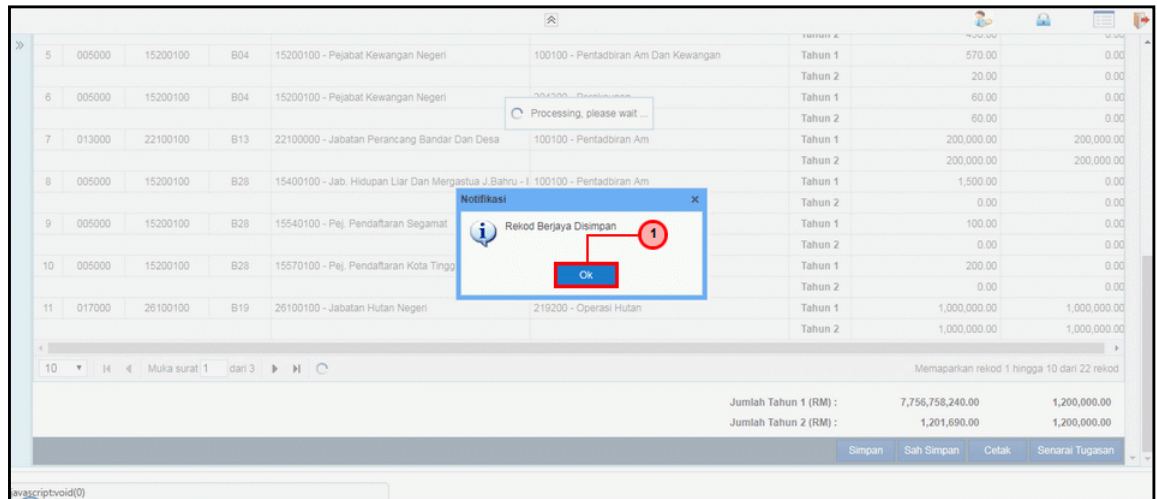 Tahun 2 450.00 0.00
5 005000 15200100 B04 15200100 - Pejabat Kewangan Negeri 100100 - Pentadbiran Am Dan Kewangan Tahun 1 570.00 0.00
Tahun 2 20.00 0.00
6 005000 15200100 B04 15200100 - Pejabat Kewangan Negeri Tahun 1 60.00 0.00
Processing, please wait ...
Tahun 2 60.00 0.00
7 013000 22100100 B13 22100000 - Jabatan Perancang Bandar Dan Desa 100100 - Pentadbiran Am Tahun 1 200,000.00 200,000.00
Tahun 2 200,000.00 200,000.00
8 005000 15200100 B28 15400100 - Jab. Hidupan Liar Dan Mergastua J.Bahru - 100100 - Pentadbiran Am Tahun 1 1,500.00 0.00
Notifikasi x
Tahun 2 0.00 0.00
9 005000 15200100 B28 15540100 - Pej. Pendaftaran Segamat Tahun 1 100.00 0.00
Rekod Berjaya Disimpan
1
Tahun 2 0.00 0.00
10 005000 15200100 B28 15570100 - Pej. Pendaftaran Kota Tingg Tahun 1 200.00 0.00
Ok
Tahun 2 0.00 0.00
11 017000 26100100 B19 26100100 - Jabatan Hutan Negeri 219200 - Operasi Hutan Tahun 1 1,000,000.00 1,000,000.00
Tahun 2 1,000,000.00 1,000,000.00
10 Muka surat 1 dari 3 Memaparkan rekod 1 hingga 10 dari 22 rekod
Jumlah Tahun 1 (RM) : 7,756,758,240.00 1,200,000.00
Jumlah Tahun 2 (RM) : 1,201,690.00 1,200,000.00
Simpan Sah Simpan Cetak Senarai Tugasan
avascript:void(0)